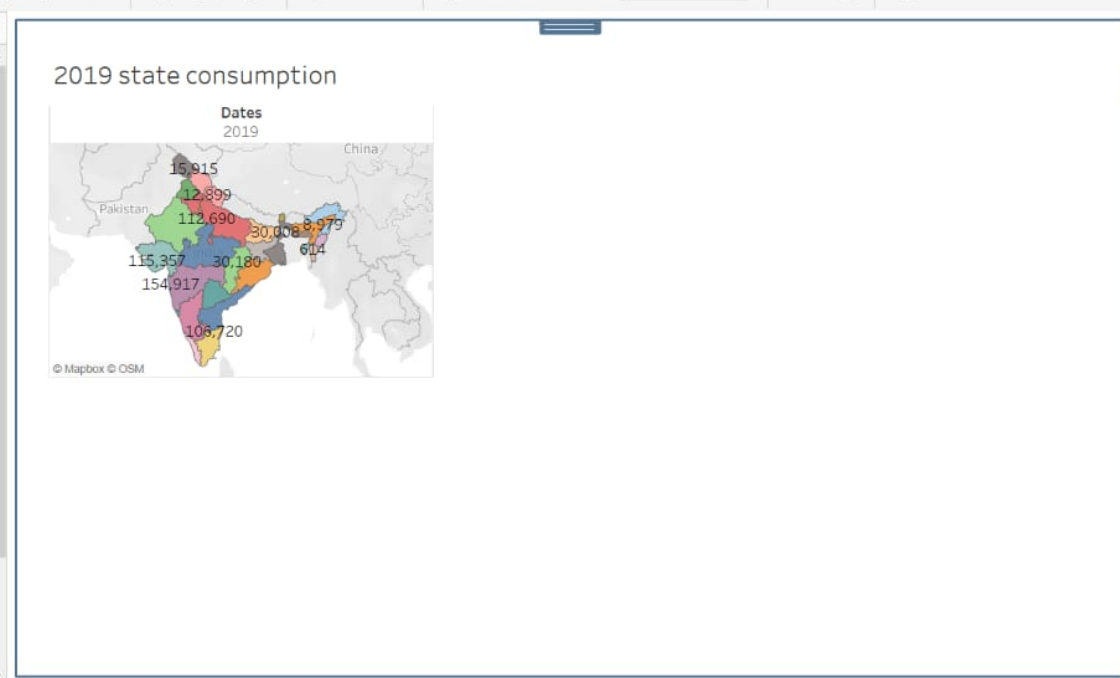 2019 state consumption
Dates
2019
China
15,915
12,899
Pakistan
112,690
30,008
8,979
614
115,357
30,180
154,917
106,720
© Mapbox © OSM